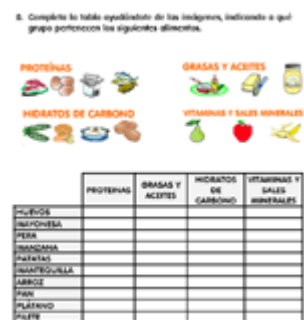 8. Completa la tabla ayudándote de las imágenes, indicando a qué
grupo pertenecen los siguientes alimentos.
PROTEÍNAS
GRASAS Y ACEITES
HIDRATOS DE CARBONO
VITAMINAS Y SALES MINERALES
PROTEINAS
GRASAS Y
ACEITES
HIDRATOS
DE
CARBONO
VITAMINAS Y
SALES
MINERALES
HUEVOS
MAYONESA
PERA
MANZANA
PATATAS
MANTEQUILLA
ARROZ
PAN
PLÁTANO
FILETE